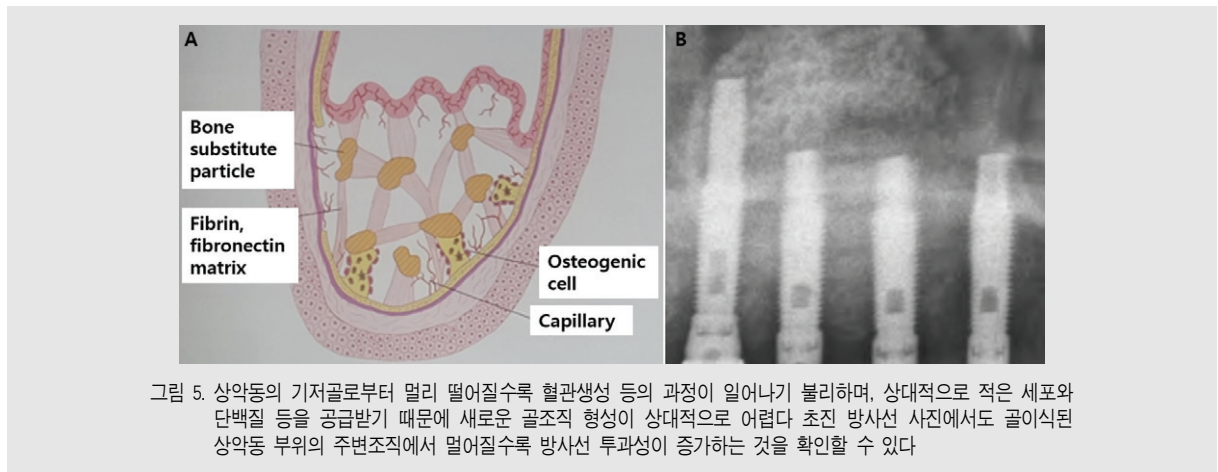 A
B
Bone
substitute
particle
Fibrin,
fibronectin
matrix
Osteogenic
cell
Capillary
그림 5. 상악동의 기저골로부터 멀리 떨어질수록 혈관생성 등의 과정이 일어나기 불리하며, 상대적으로 적은 세포와
단백질 등을 공급받기 때문에 새로운 골조직 형성이 상대적으로 어렵다 초진 방사선 사진에서도 골이식된
상악동 부위의 주변조직에서 멀어질수록 방사선 투과성이 증가하는 것을 확인할 수 있다